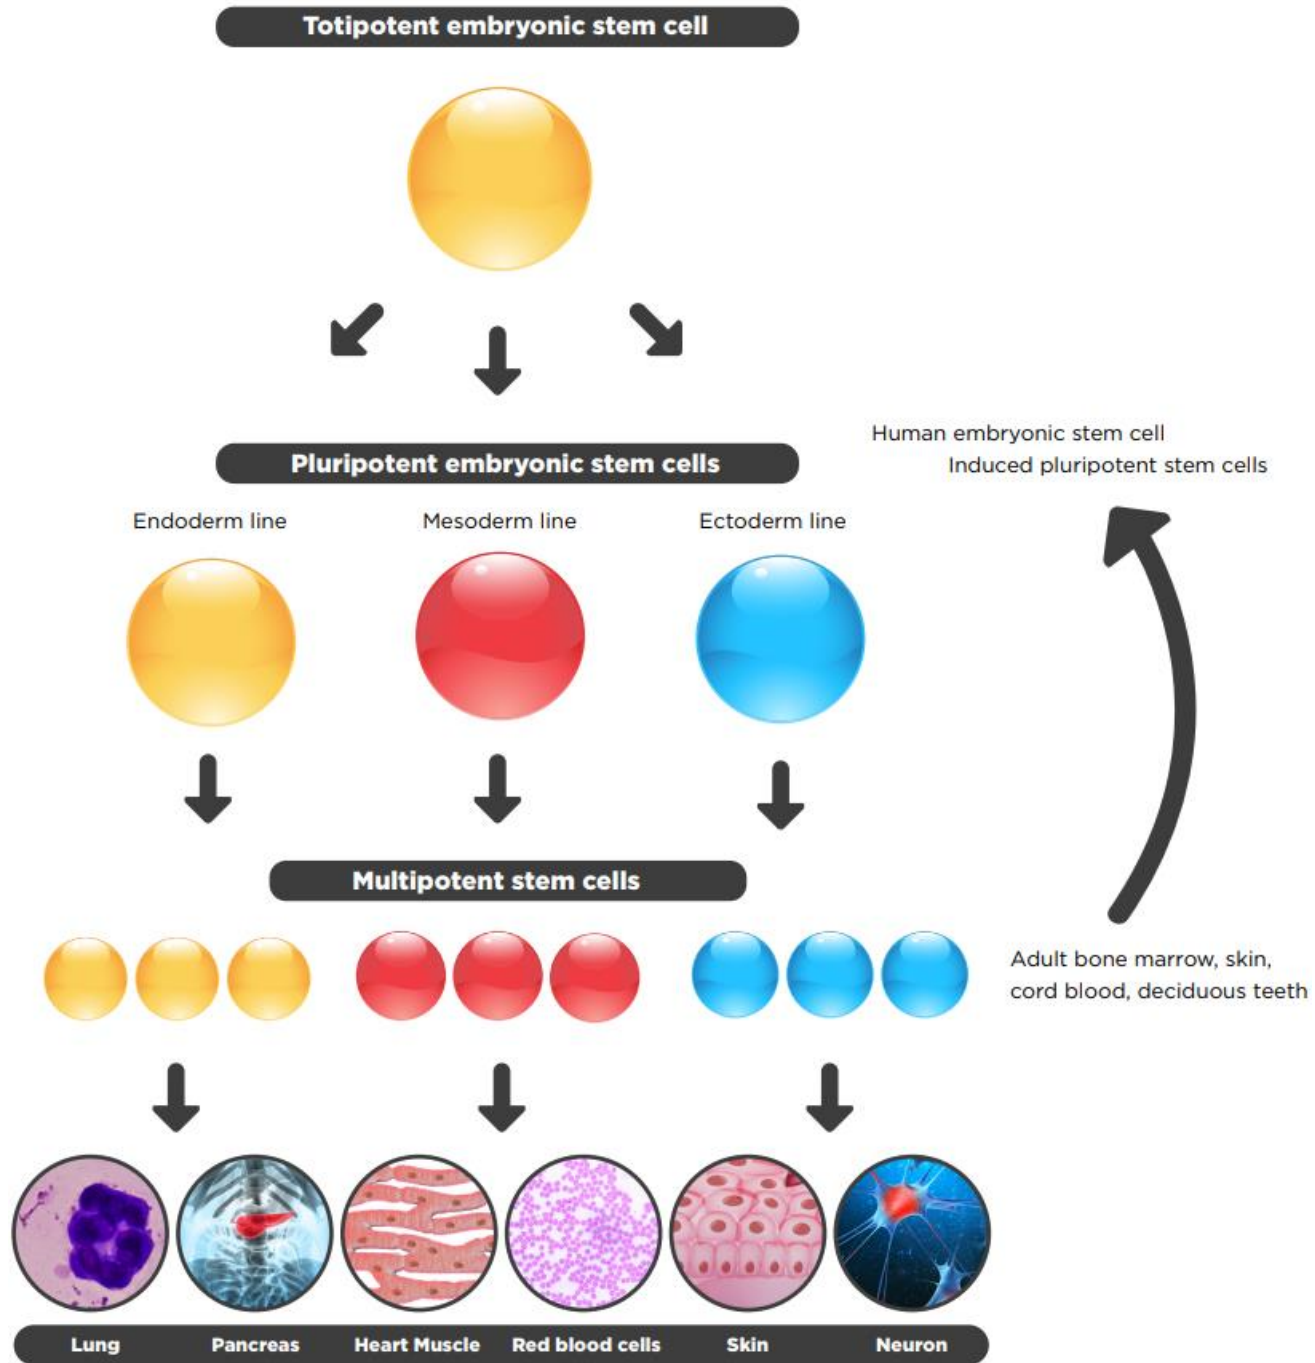 Totipotent embryonic stem cell
Human embryonic stem cell
Induced pluripotent stem cells
Pluripotent embryonic stem cells
Endoderm line
Mesoderm line
Ectoderm line
Multipotent stem cells
Adult bone marrow, skin,
cord blood, deciduous teeth
Lung
Pancreas
Heart Muscle
Red blood cells
Skin
Neuron